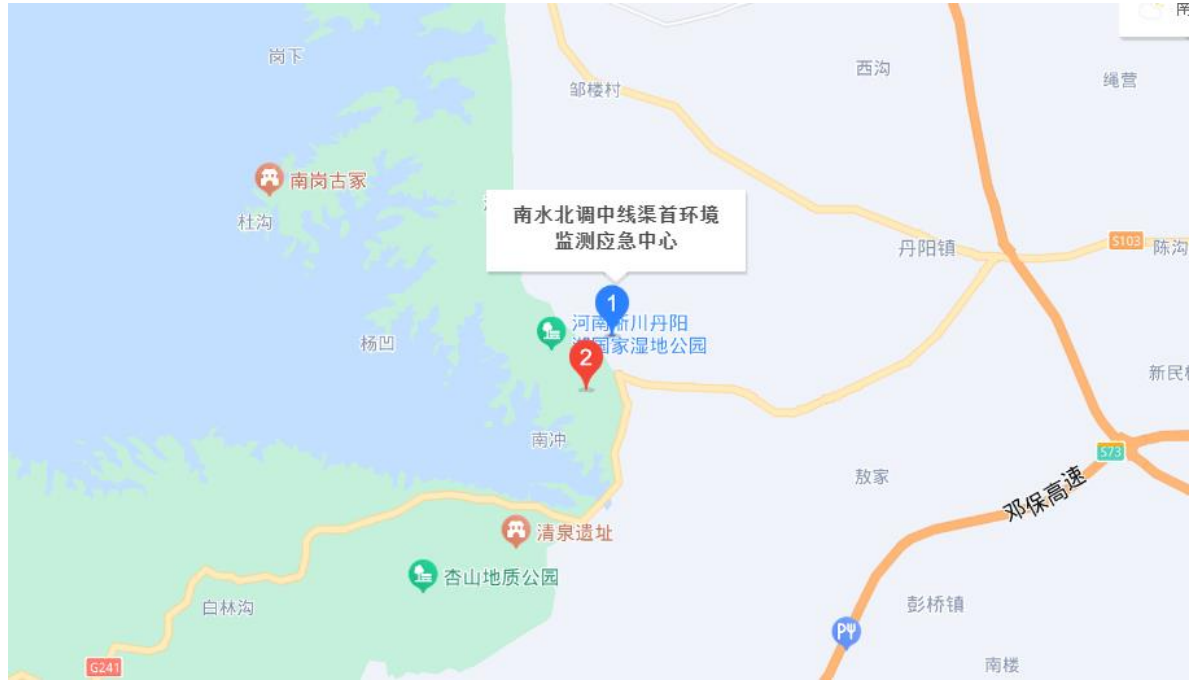 南
岗下
西沟
绳营
邹楼村
南岗古冢
杜沟
南水北调中线渠首环境
监测应急中心
丹阳镇
S103
陈沟
1
河南淅川丹阳
湖国家湿地公园
杨凹
2
新民
南冲
S73
敖家
邓保高速
清泉遗址
杏山地质公园
白林沟
彭桥镇
G241
南楼